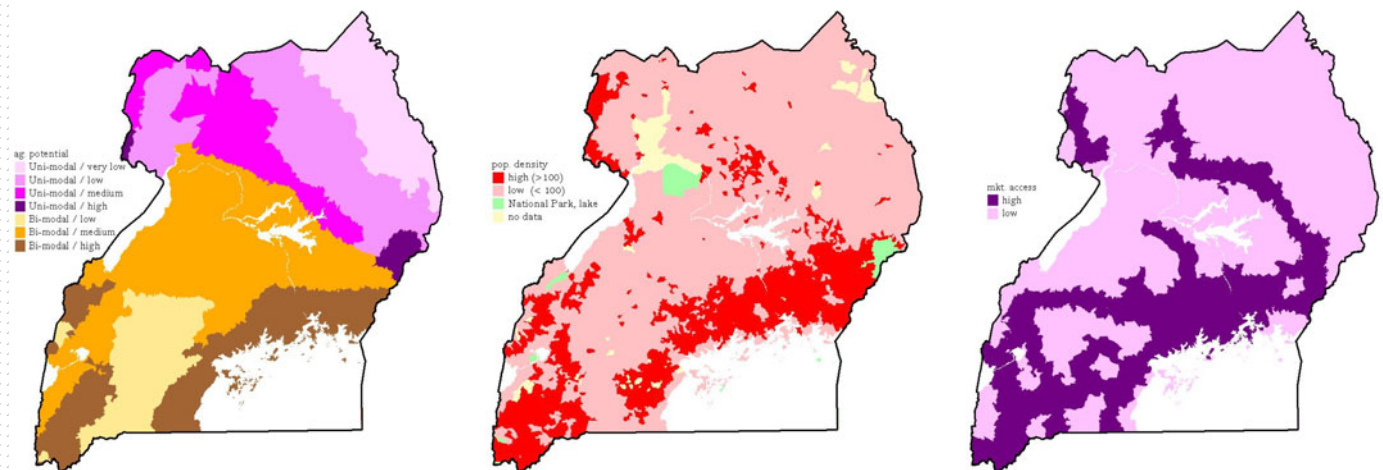 ag. potential
Uni-modal / very low
Uni-modal / low
Uni-modal / medium
Uni-modal / high
Bi-modal / low
Bi-modal / medium
Bi-modal / high
pop. density
high (>100)
low (< 100)
National Park, lake
no data
mkt. access
high
low